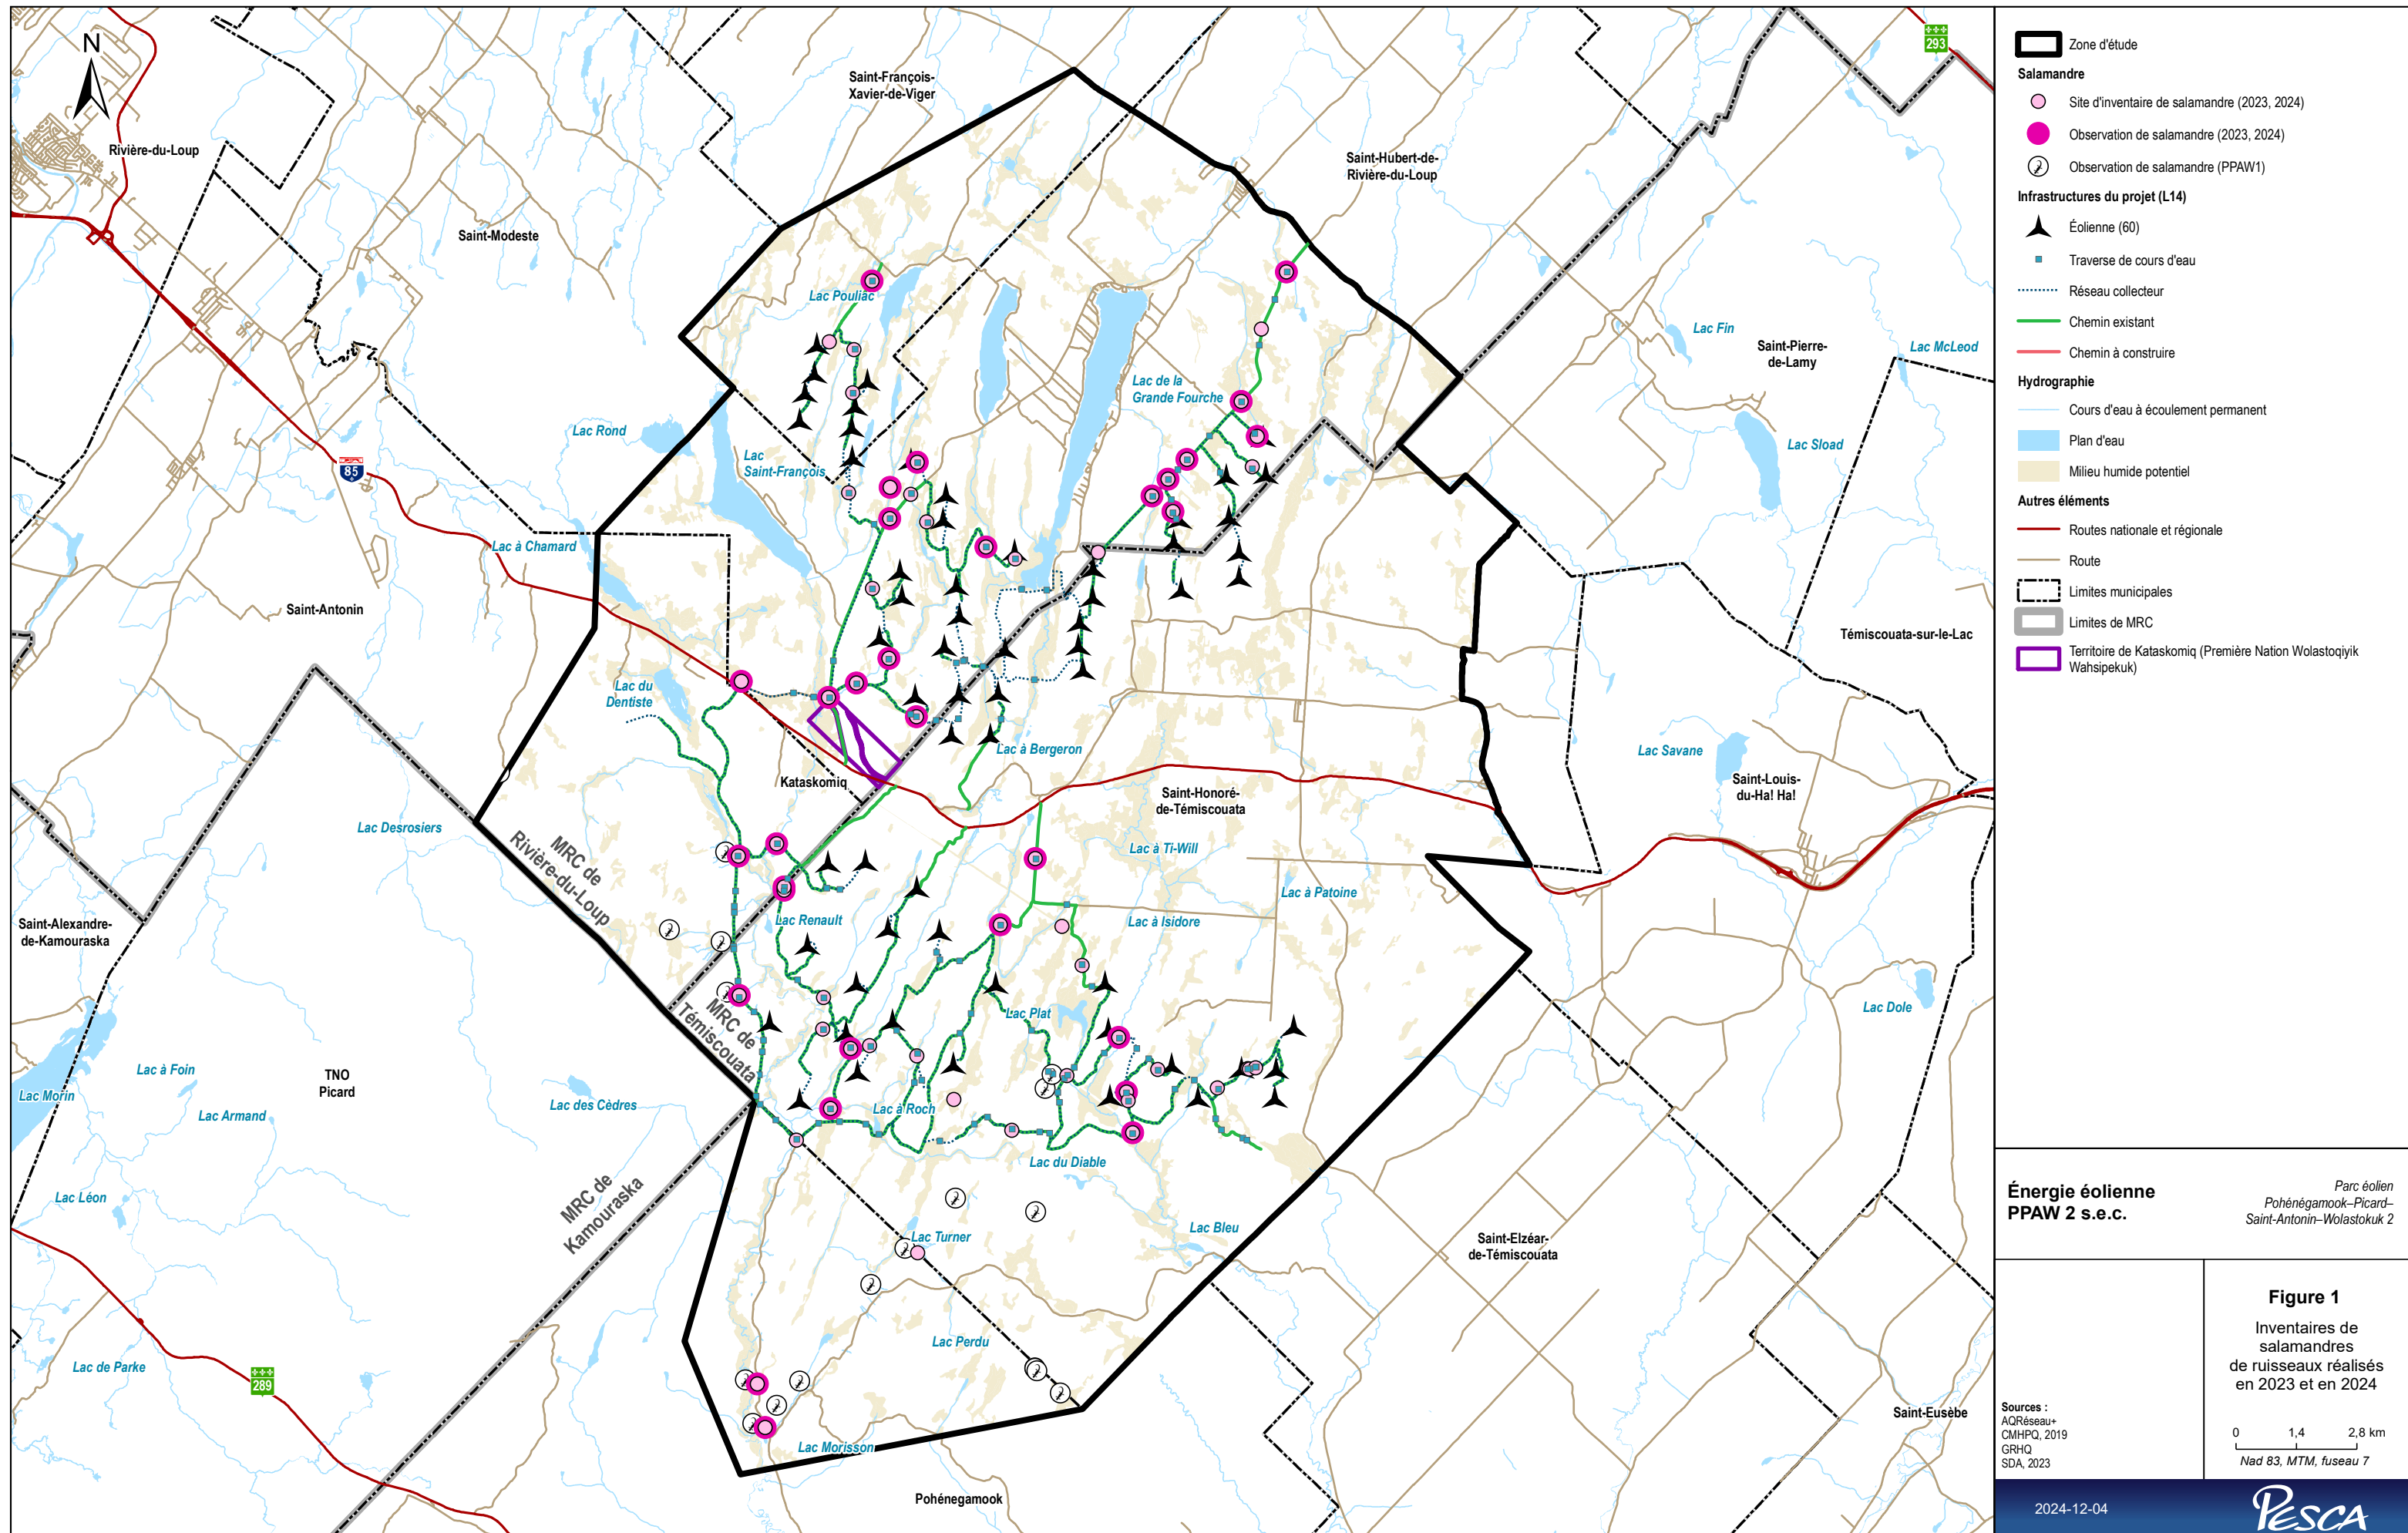 N
Saint-François-
Xavier-de-Viger
293
Rivière-du-Loup
Saint-Hubert-de-
Rivière-du-Loup
Saint-Modeste
Lac Pouliac
Lac Fin
Saint-Pierre-
de-Lamy
Lac McLeod
Lac de la
Grande Fourche
Lac Rond
Lac Sload
85
Lac
Saint-François
Lac à Chamard
Saint-Antonin
Témiscouata-sur-le-Lac
Lac du
Dentiste
Lac à Bergeron
Lac Savane
Kataskomiq
Saint-Honoré-
de-Témiscouata
Saint-Louis-
du-Ha! Ha!
Lac Desrosiers
MRC de
Rivière-du-Loup
Lac à Ti-Will
Lac à Patoine
Saint-Alexandre-
de-Kamouraska
Lac Renault
Lac à Isidore
MRC de
Témiscouata
Lac Plat
Lac Dole
Lac à Foin
TNO
Picard
Lac Morin
Lac Armand
Lac des Cèdres
Lac à Roch
Lac du Diable
MRC de
Kamouraska
Lac Léon
Lac Turner
Lac Bleu
Saint-Elzéar-
de-Témiscouata
Lac Perdu
Lac de Parke
289
Lac Morisson
Saint-Eusèbe
Pohénegamook
Zone d'étude
Salamandre
Site d'inventaire de salamandre (2023, 2024)
Observation de salamandre (2023, 2024)
Observation de salamandre (PPAW1)
Infrastructures du projet (L14)
Éolienne (60)
Traverse de cours d'eau
Réseau collecteur
Chemin existant
Chemin à construire
Hydrographie
Cours d'eau à écoulement permanent
Plan d'eau
Milieu humide potentiel
Autres éléments
Routes nationale et régionale
Route
Limites municipales
Limites de MRC
Territoire de Kataskomiq (Première Nation Wolastoqiyik
Wahsipekuk)
Énergie éolienne
PPAW 2 s.e.c.
Parc éolien
Pohénégamook–Picard–
Saint-Antonin–Wolastokuk 2
Figure 1
Inventaires de
salamandres
de ruisseaux réalisés
en 2023 et en 2024
Sources :
AQRéseau+
CMHPQ, 2019
GRHQ
SDA, 2023
0 1,4 2,8 km
Nad 83, MTM, fuseau 7
2024-12-04
PESCA